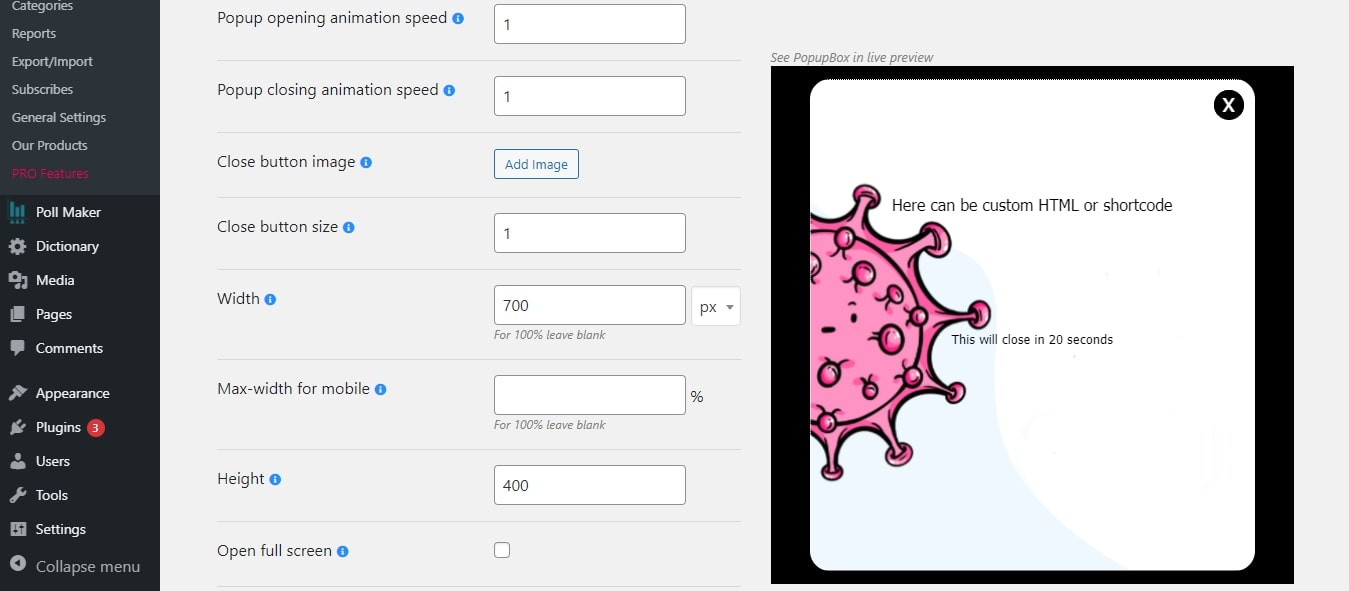 Categories
Reports
Export/Import
Subscribes
General Settings
Our Products
PRO Features
Poll Maker
Dictionary
Media
Pages
Comments
Appearance
Plugins 3
Users
Tools
Settings
Collapse menu
Popup opening animation speed i
1
Popup closing animation speed i
1
Close button image i
Add Image
Close button size i
1
Width i
700 px
For 100% leave blank
Max-width for mobile i
%
For 100% leave blank
Height i
400
Open full screen i
See PopupBox in live preview
X
Here can be custom HTML or shortcode
This will close in 20 seconds